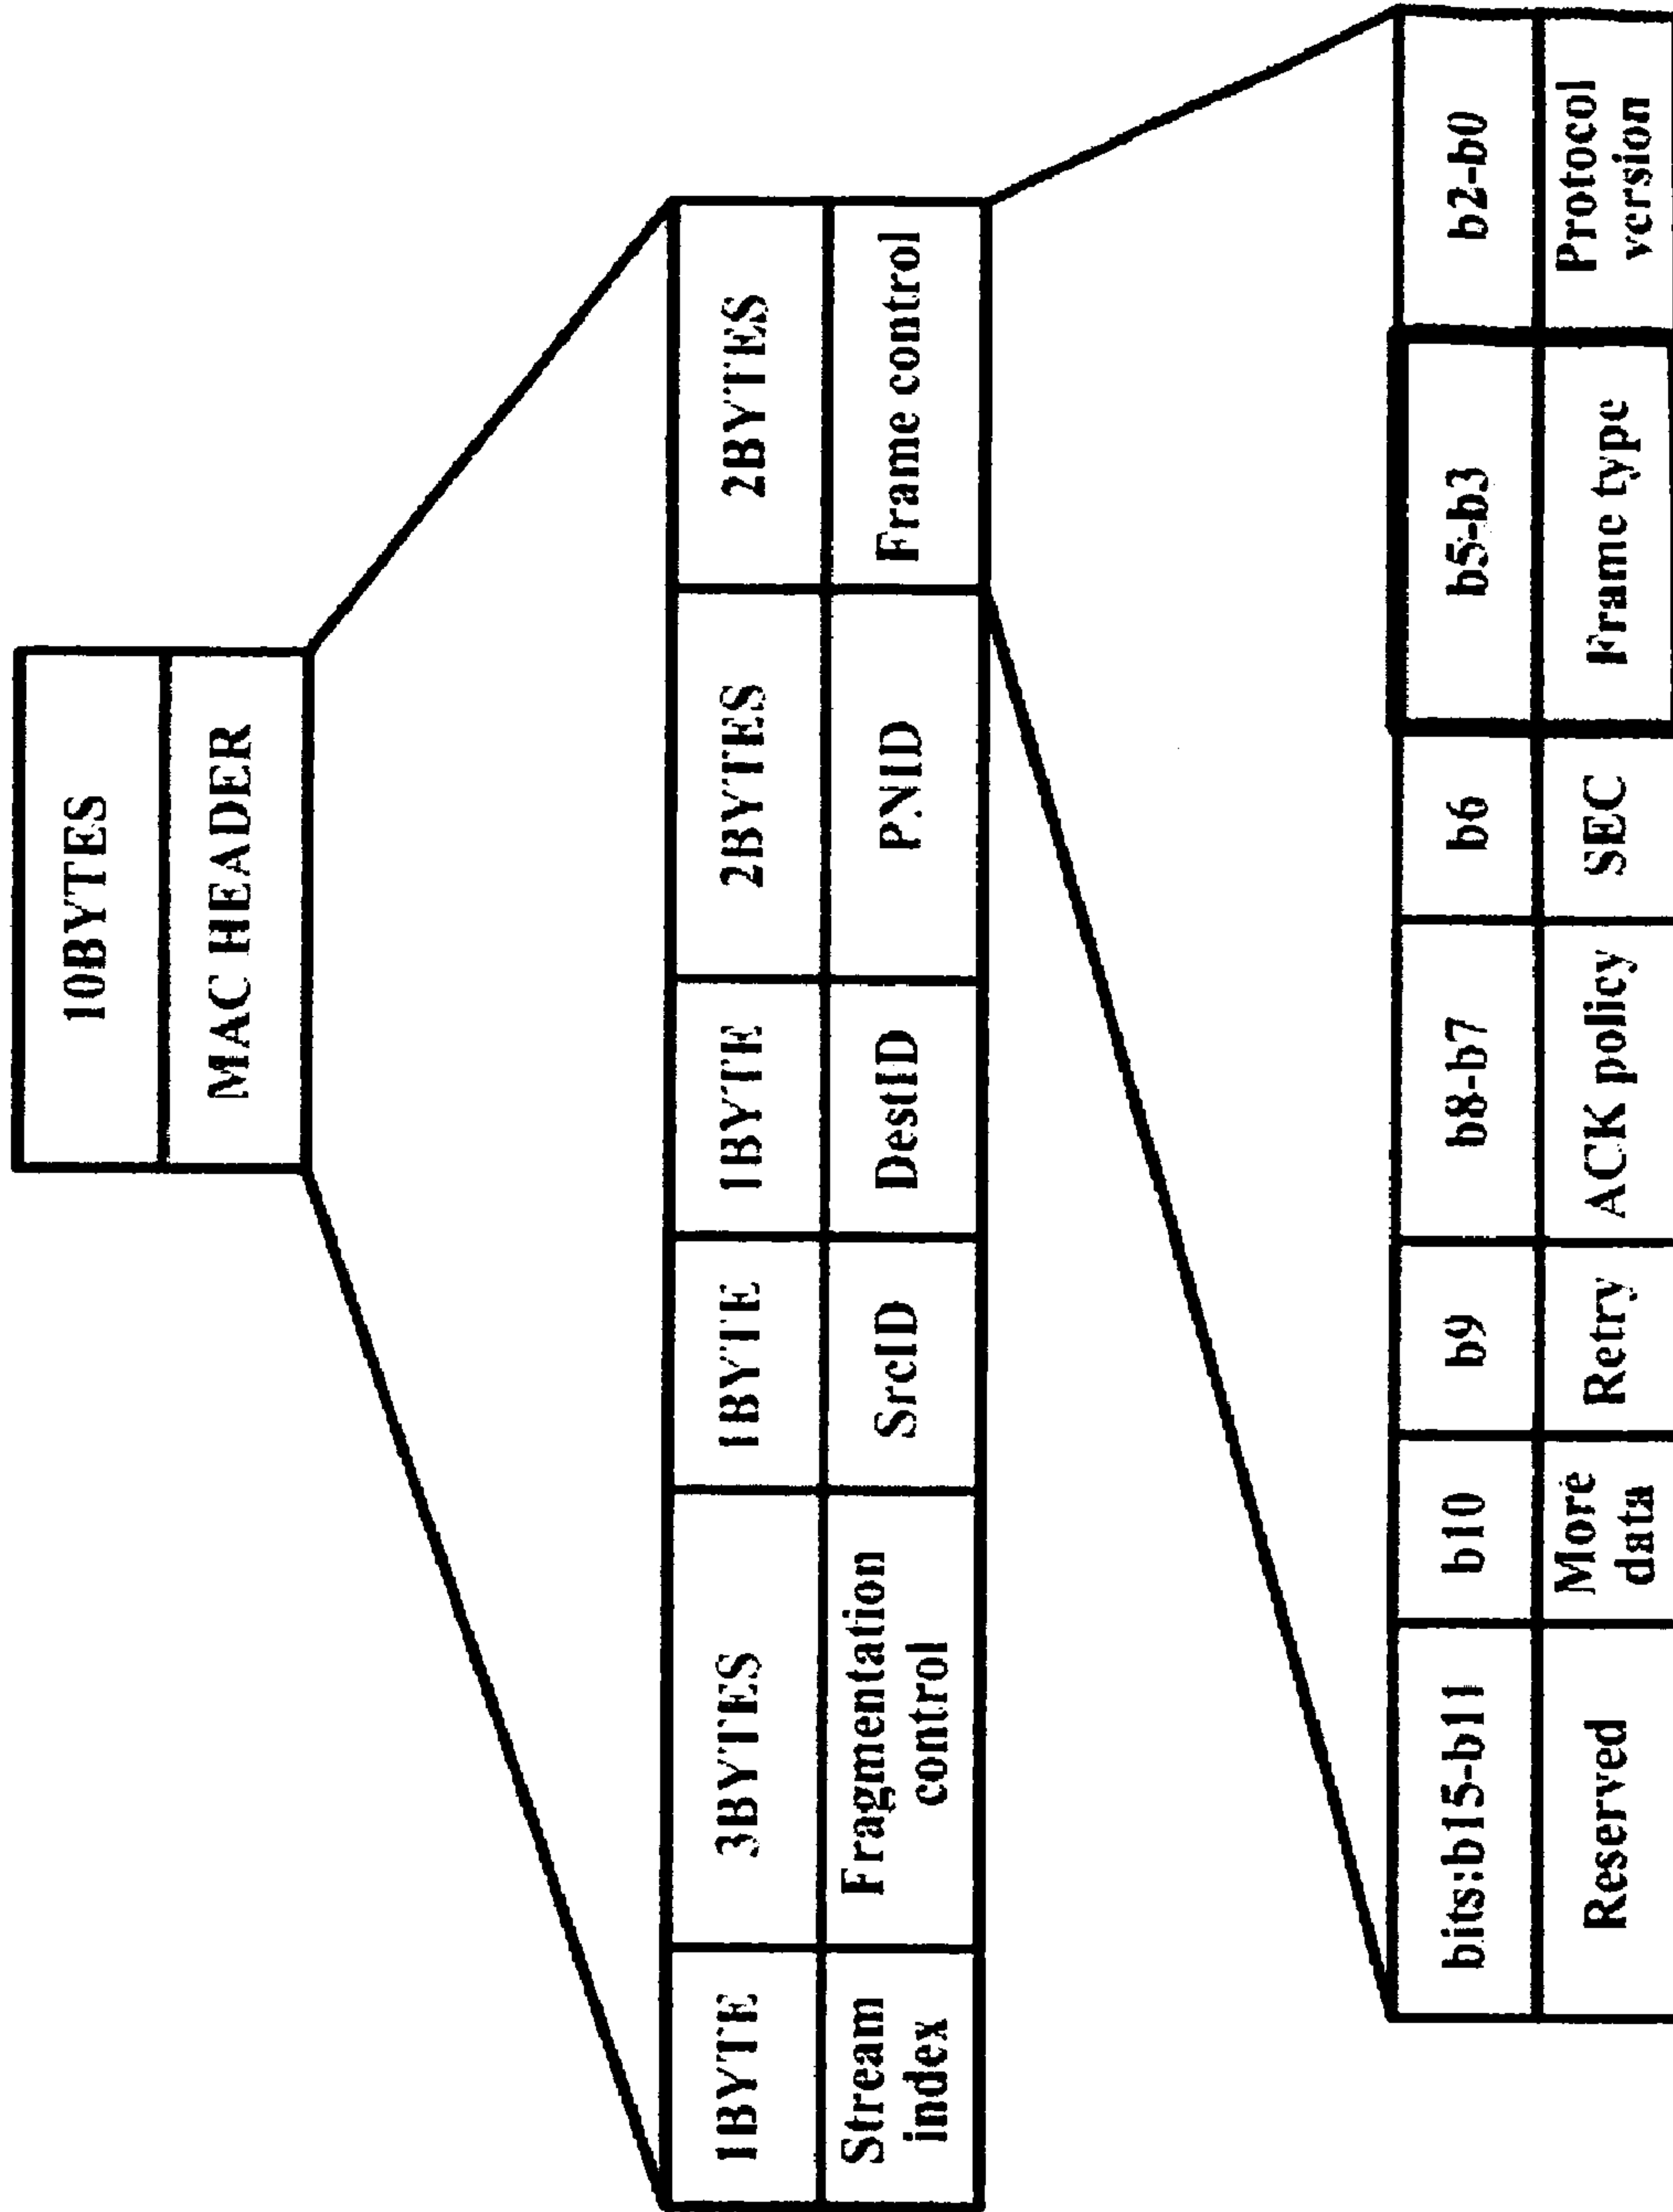 10BYTES
MAC HEADER
1BYTE
3BYTES
1BYTE
1BYTE
2BYTES
2BYTES
Stream
index
Fragmentation
control
SrcID
DestID
PNID
Frame control
bits:b15-b11
b10
b9
b8-b7
b6
b5-b3
b2-b0
Reserved
More
data
Retry
ACK policy
SEC
Frame type
Protocol
version